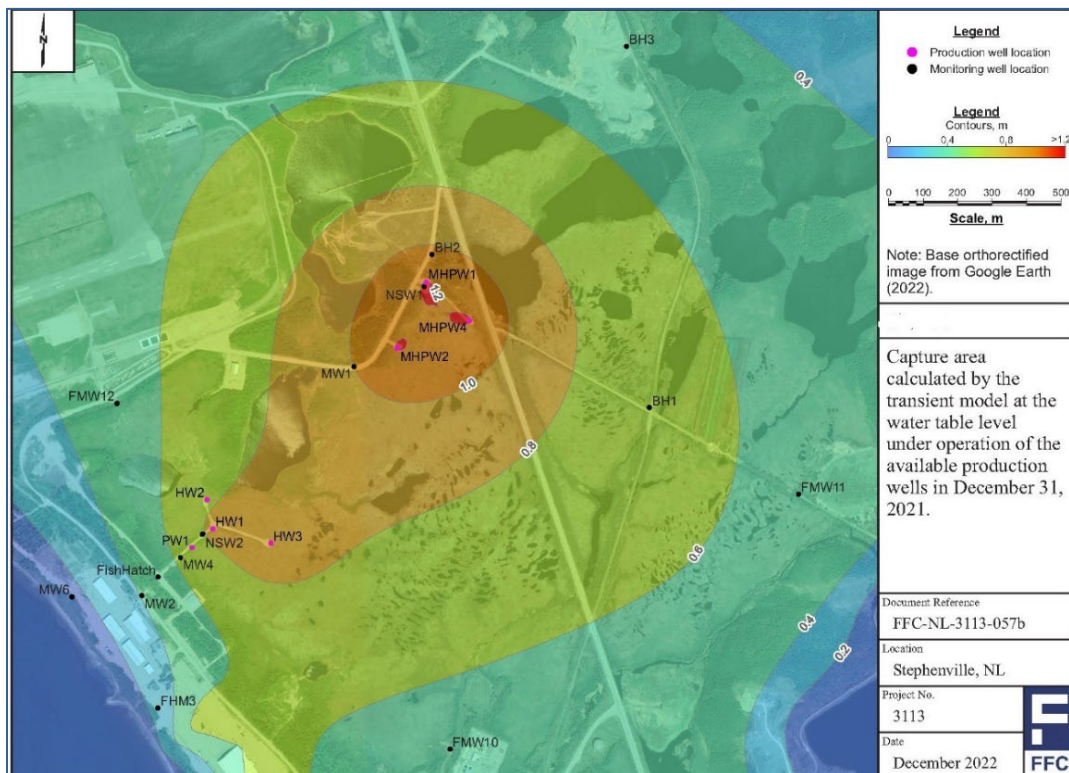 N
BH3
0.4
BH2
MHPW1
NSW1
1.2
MHPW4
MHPW2
MW1
1.0
FMW12
BH1
0.8
HW2
FMW11
HW1
NSW2
HW3
PW1
MW4
0.6
FishHatch
MW6
MW2
0.4
0.2
FHM3
FMW10
Legend
Production well location
Monitoring well location
Legend
Contours, m
0 0,4 0,8 >1,2
0 100 200 300 400 500
Scale, m
Note: Base orthorectified
image from Google Earth
(2022).
Capture area
calculated by the
transient model at the
water table level
under operation of the
available production
wells in December 31,
2021.
Document Reference
FFC-NL-3113-057b
Location
Stephenville, NL
Project No.
3113
Date
December 2022
FFC